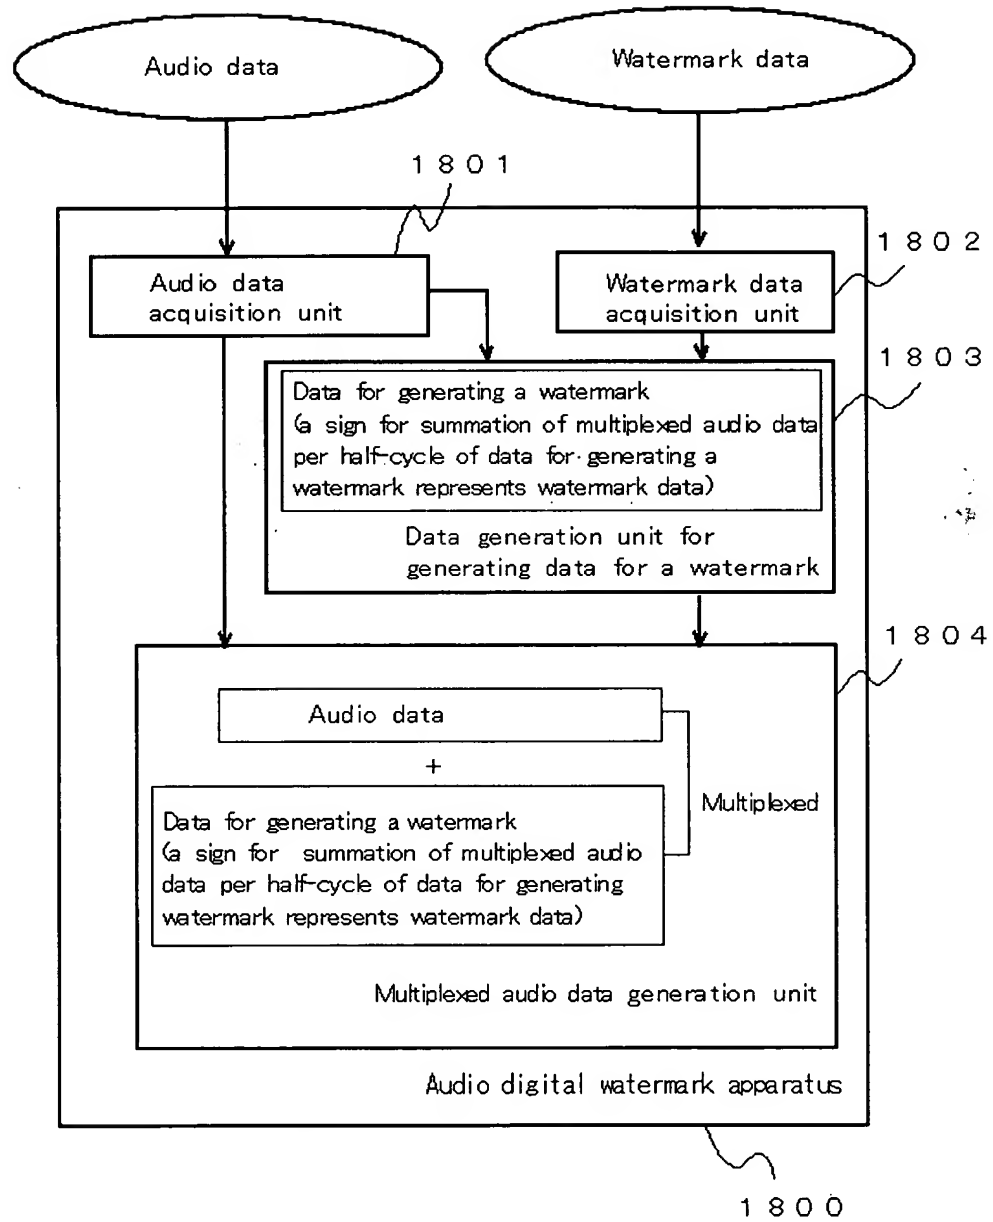 Audio data
Watermark data
1801
1802
Audio data
acquisition unit
Watermark data
acquisition unit
1803
Data for generating a watermark
(a sign for summation of multiplexed audio data
per half-cycle of data for generating a
watermark represents watermark data)
Data generation unit for
generating data for a watermark
1804
Audio data
+
Multiplexed
Data for generating a watermark
(a sign for summation of multiplexed audio
data per half-cycle of data for generating
watermark represents watermark data)
Multiplexed audio data generation unit
Audio digital watermark apparatus
1800